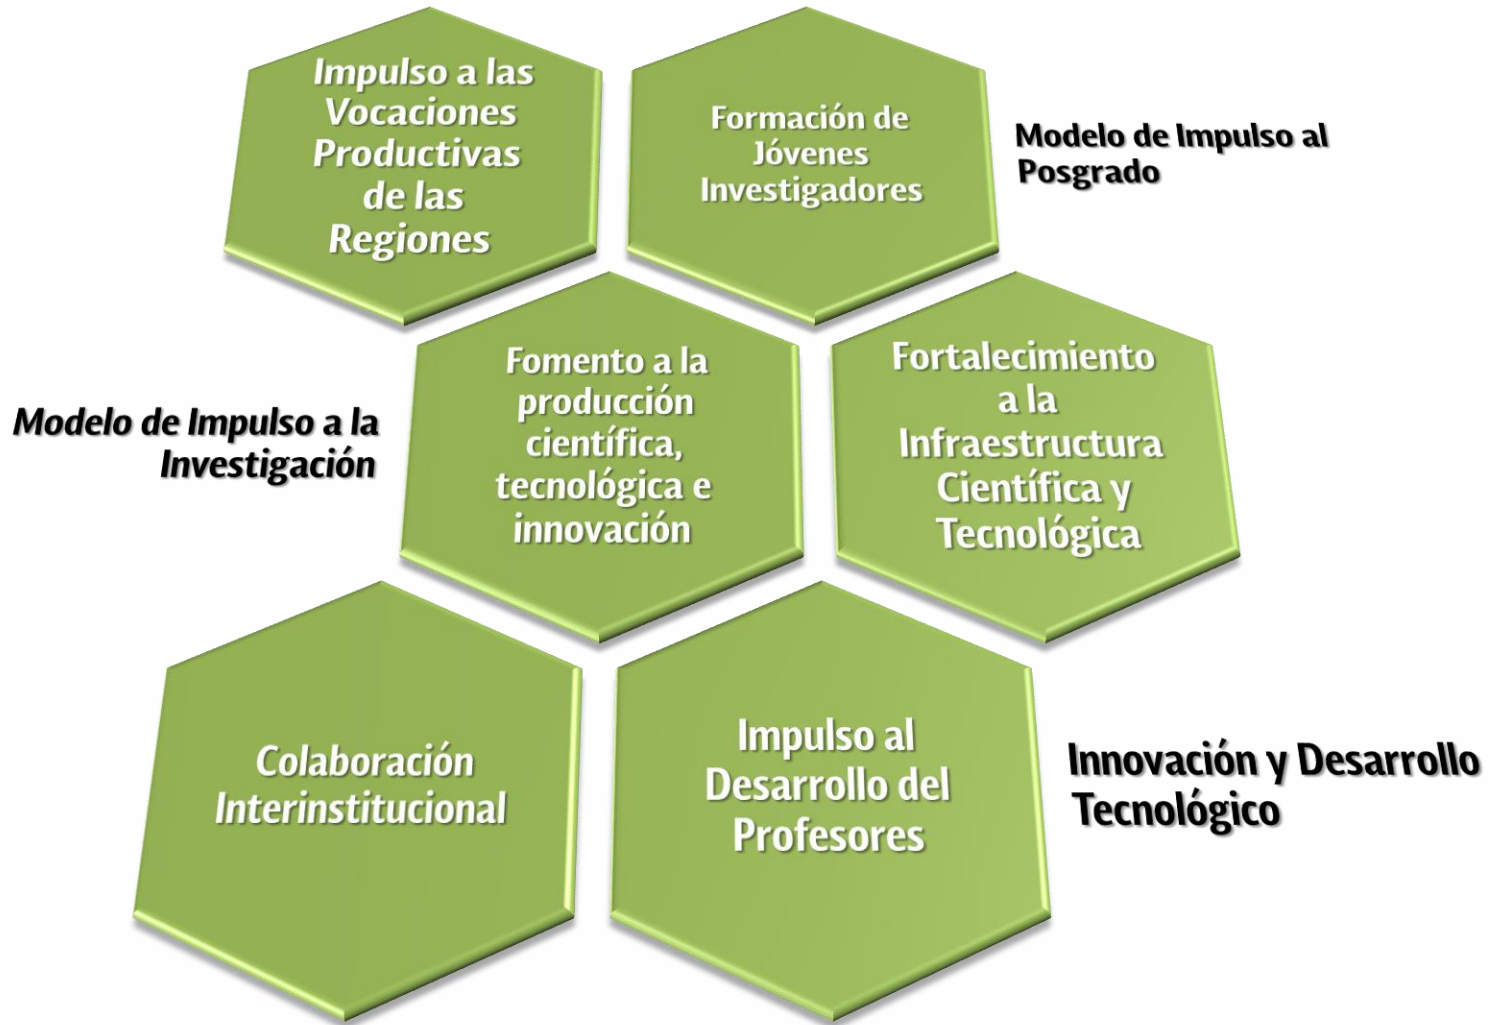 Impulso a las
Vocaciones
Productivas
de las
Regiones
Formación de
Jóvenes
Investigadores
Modelo de Impulso al
Posgrado
Modelo de Impulso a la
Investigación
Fomento a la
producción
científica,
tecnológica e
innovación
Fortalecimiento
a la
Infraestructura
Científica y
Tecnológica
Colaboración
Interinstitucional
Impulso al
Desarrollo del
Profesores
Innovación y Desarrollo
Tecnológico